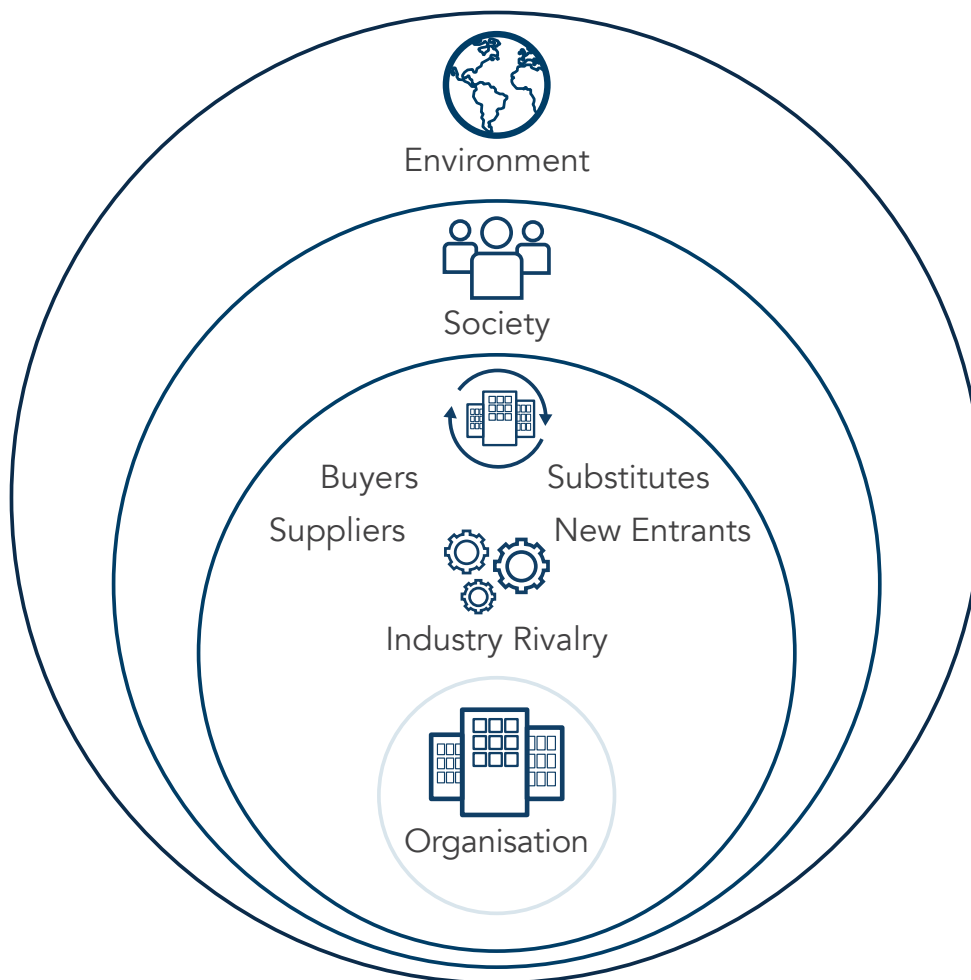 Environment
Society
Buyers
Substitutes
Suppliers
New Entrants
Industry Rivalry
Organisation